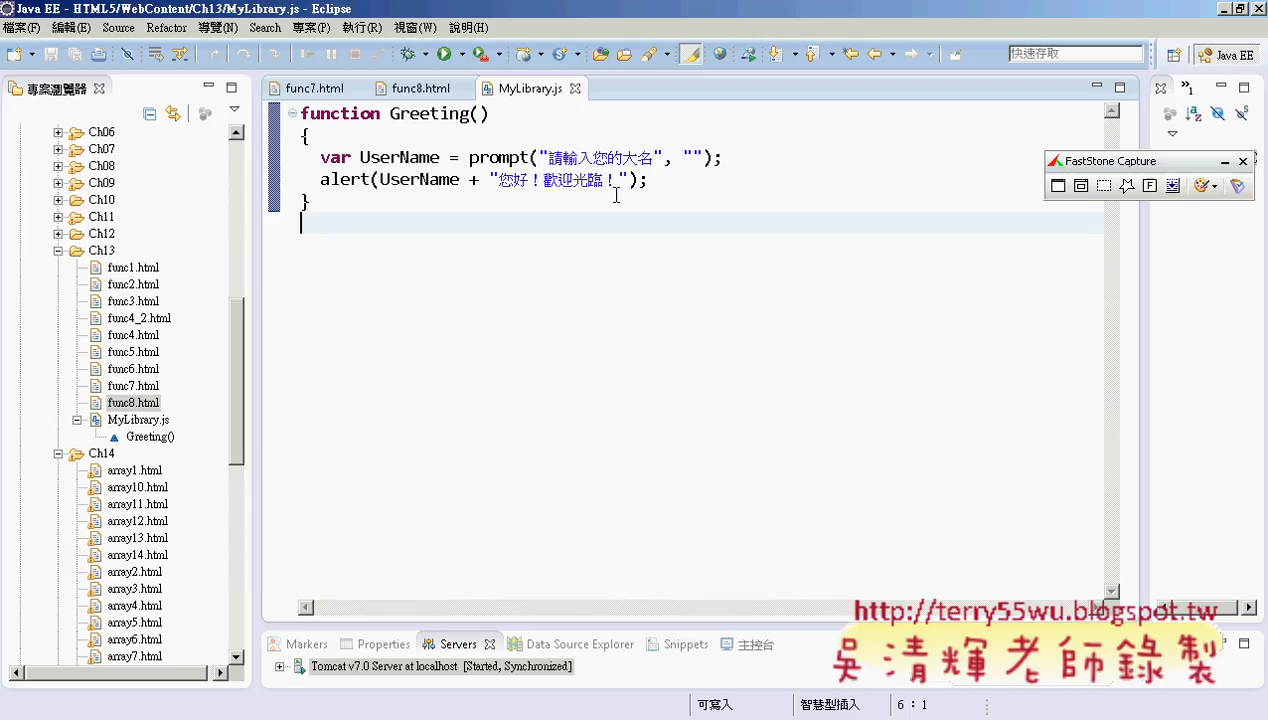 Java EE - HTML5/WebContent/Ch13/MyLibrary.js - Eclipse
檔案(F) 編輯(E) Source Refactor 導覽(N) Search 專案(P) 執行(R) 視窗(W) 說明(H)
快速存取
Java EE
專案瀏覽器
func7.html func8.html MyLibrary.js
»1
Ch06
Ch07
Ch08
Ch09
Ch10
Ch11
Ch12
Ch13
func1.html
func2.html
func3.html
func4_2.html
func4.html
func5.html
func6.html
func7.html
func8.html
MyLibrary.js
Greeting()
Ch14
array1.html
array10.html
array11.html
array12.html
array13.html
array14.html
array2.html
array3.html
array4.html
array5.html
array6.html
array7.html
function Greeting()
{
var UserName = prompt("請輸入您的大名", "");
alert(UserName + "您好！歡迎光臨！");
}
FastStone Capture
Markers Properties Servers Data Source Explorer Snippets 主控台
Tomcat v7.0 Server at localhost [Started, Synchronized]
http://terry55wu.blogspot.tw
吳清輝老師錄製
可寫入 智慧型插入 6 : 1